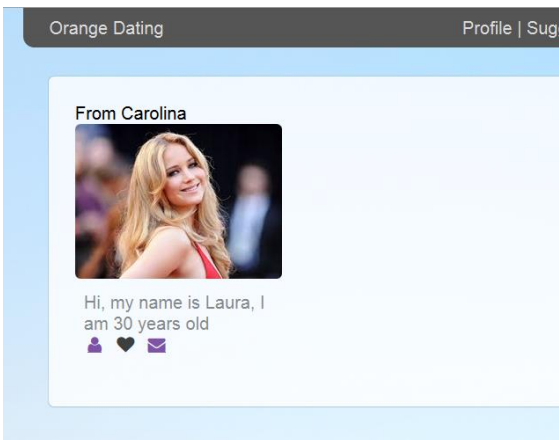 Orange Dating
Profile | Sug
From Carolina
Hi, my name is Laura, I
am 30 years old